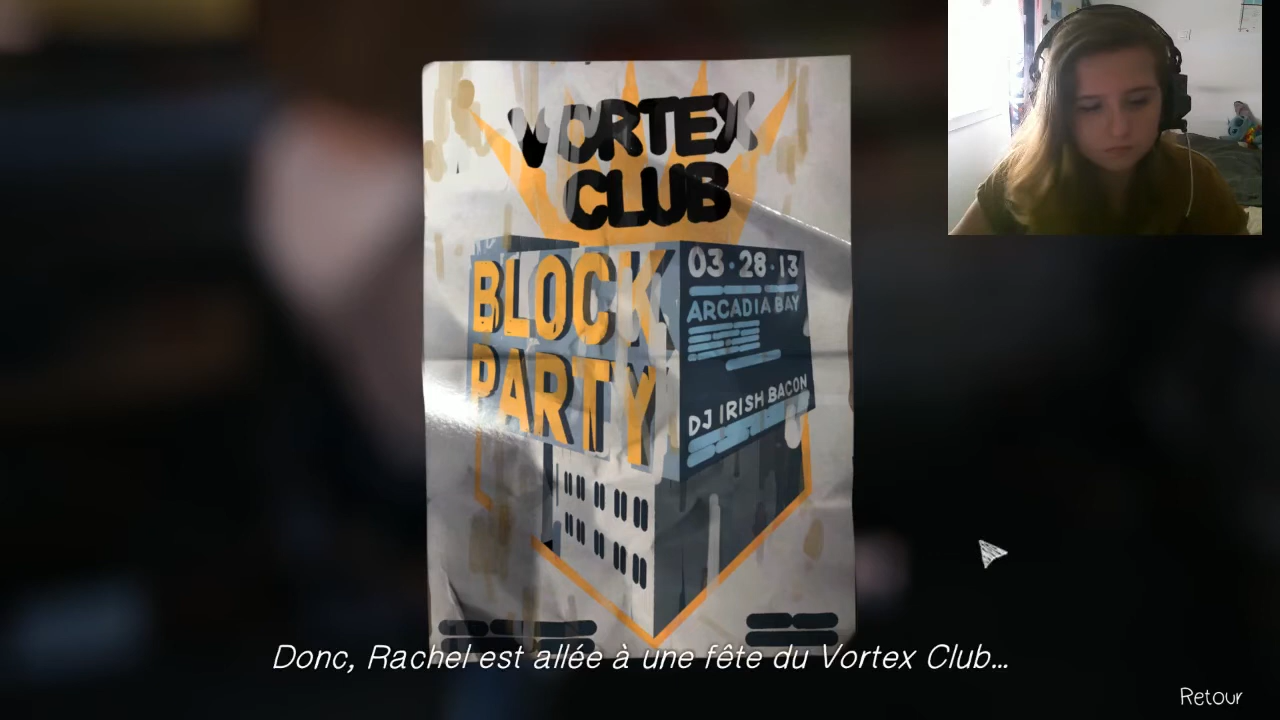 VORTEX
CLUB
BLOCK
PARTY
03·28·13
ARCADIA BAY
DJ IRISH BACON
Donc, Rachel est allée à une fête du Vortex Club...
Retour